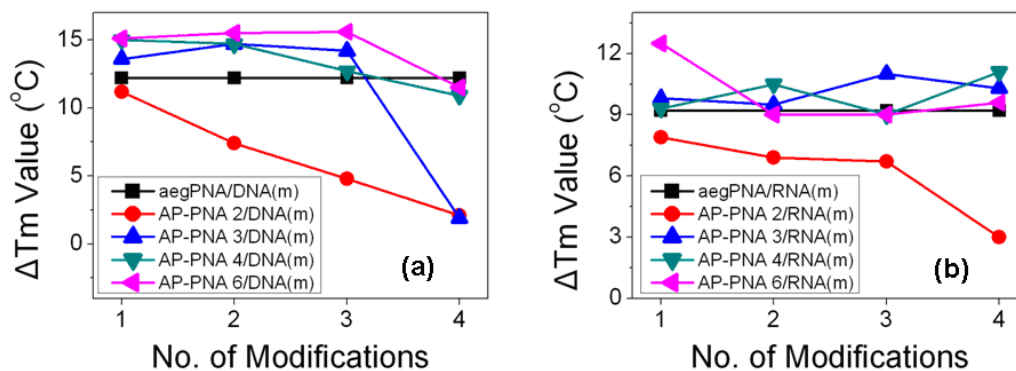 ΔTm Value (°C)
15
10
5
0
aegPNA/DNA(m)
AP-PNA 2/DNA(m)
AP-PNA 3/DNA(m)
AP-PNA 4/DNA(m)
AP-PNA 6/DNA(m)
(a)
1 2 3 4
No. of Modifications
ΔTm Value (°C)
12
9
6
3
0
aegPNA/RNA(m)
AP-PNA 2/RNA(m)
AP-PNA 3/RNA(m)
AP-PNA 4/RNA(m)
AP-PNA 6/RNA(m)
(b)
1 2 3 4
No. of Modifications